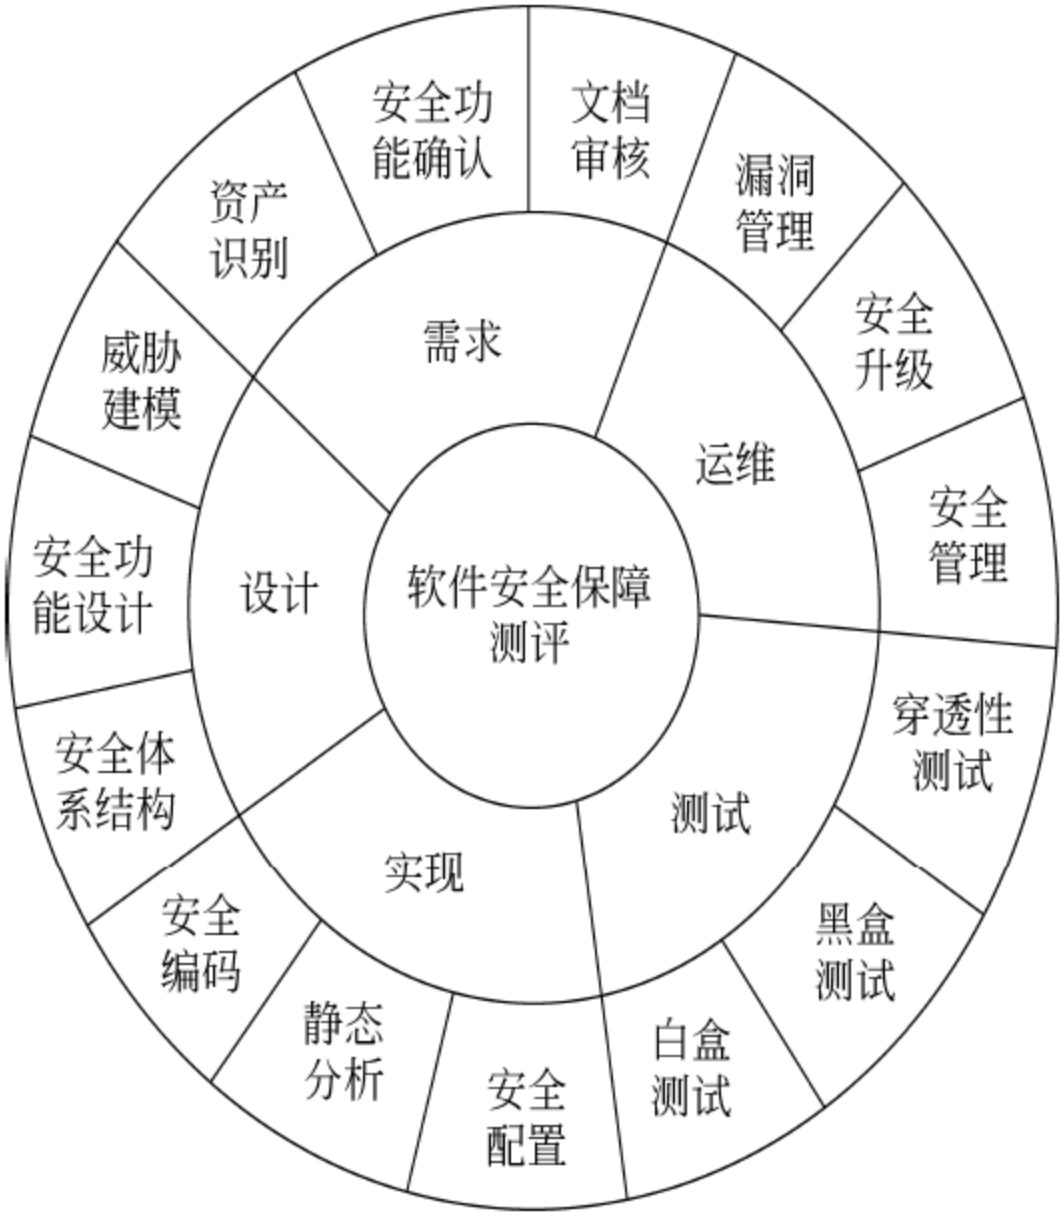 安全功
能确认
文档
审核
资产
识别
漏洞
管理
威胁
建模
需求
安全
升级
运维
安全
管理
安全功
能设计
设计
软件安全保障
测评
安全体
系结构
穿透性
测试
测试
实现
安全
编码
黑盒
测试
静态
分析
白盒
测试
安全
配置